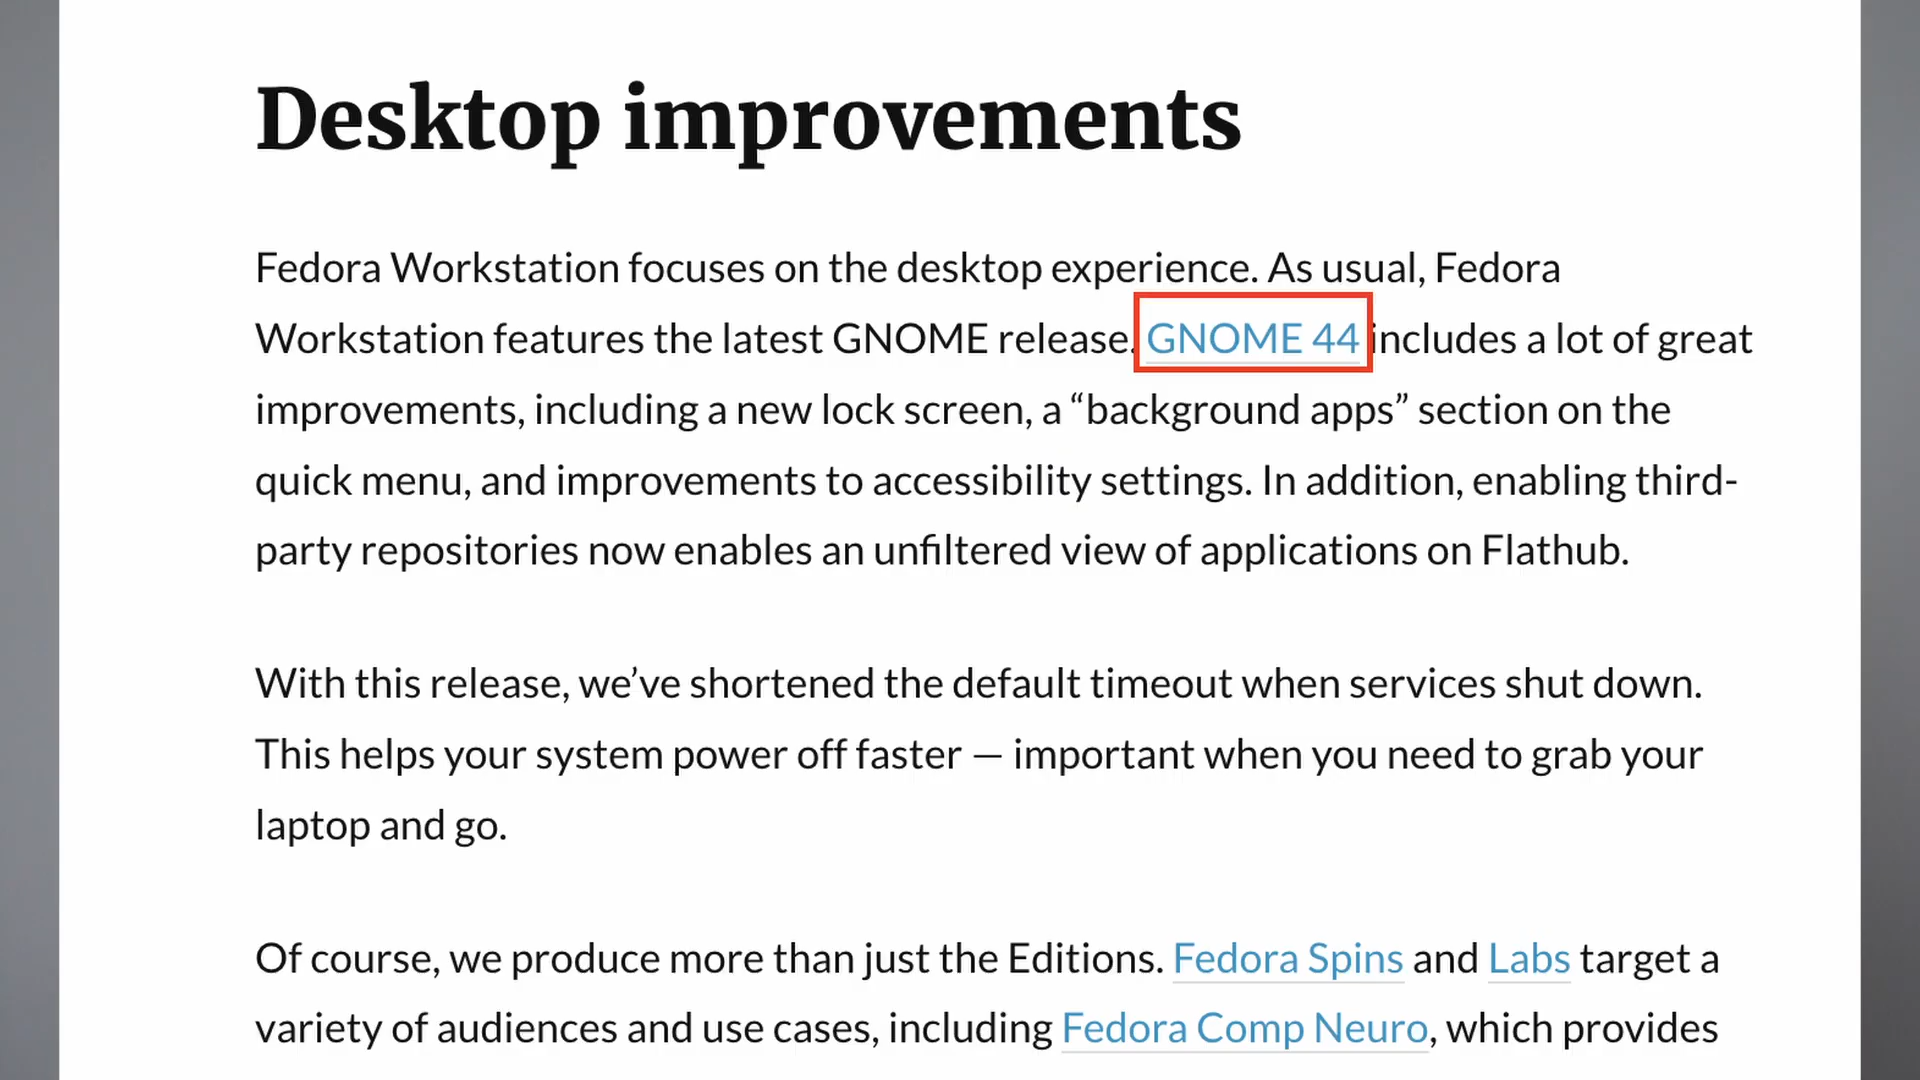 Desktop improvements
Fedora Workstation focuses on the desktop experience. As usual, Fedora
Workstation features the latest GNOME release. GNOME 44 includes a lot of great
improvements, including a new lock screen, a “background apps” section on the
quick menu, and improvements to accessibility settings. In addition, enabling third-
party repositories now enables an unfiltered view of applications on Flathub.
With this release, we’ve shortened the default timeout when services shut down.
This helps your system power off faster — important when you need to grab your
laptop and go.
Of course, we produce more than just the Editions. Fedora Spins and Labs target a
variety of audiences and use cases, including Fedora Comp Neuro, which provides